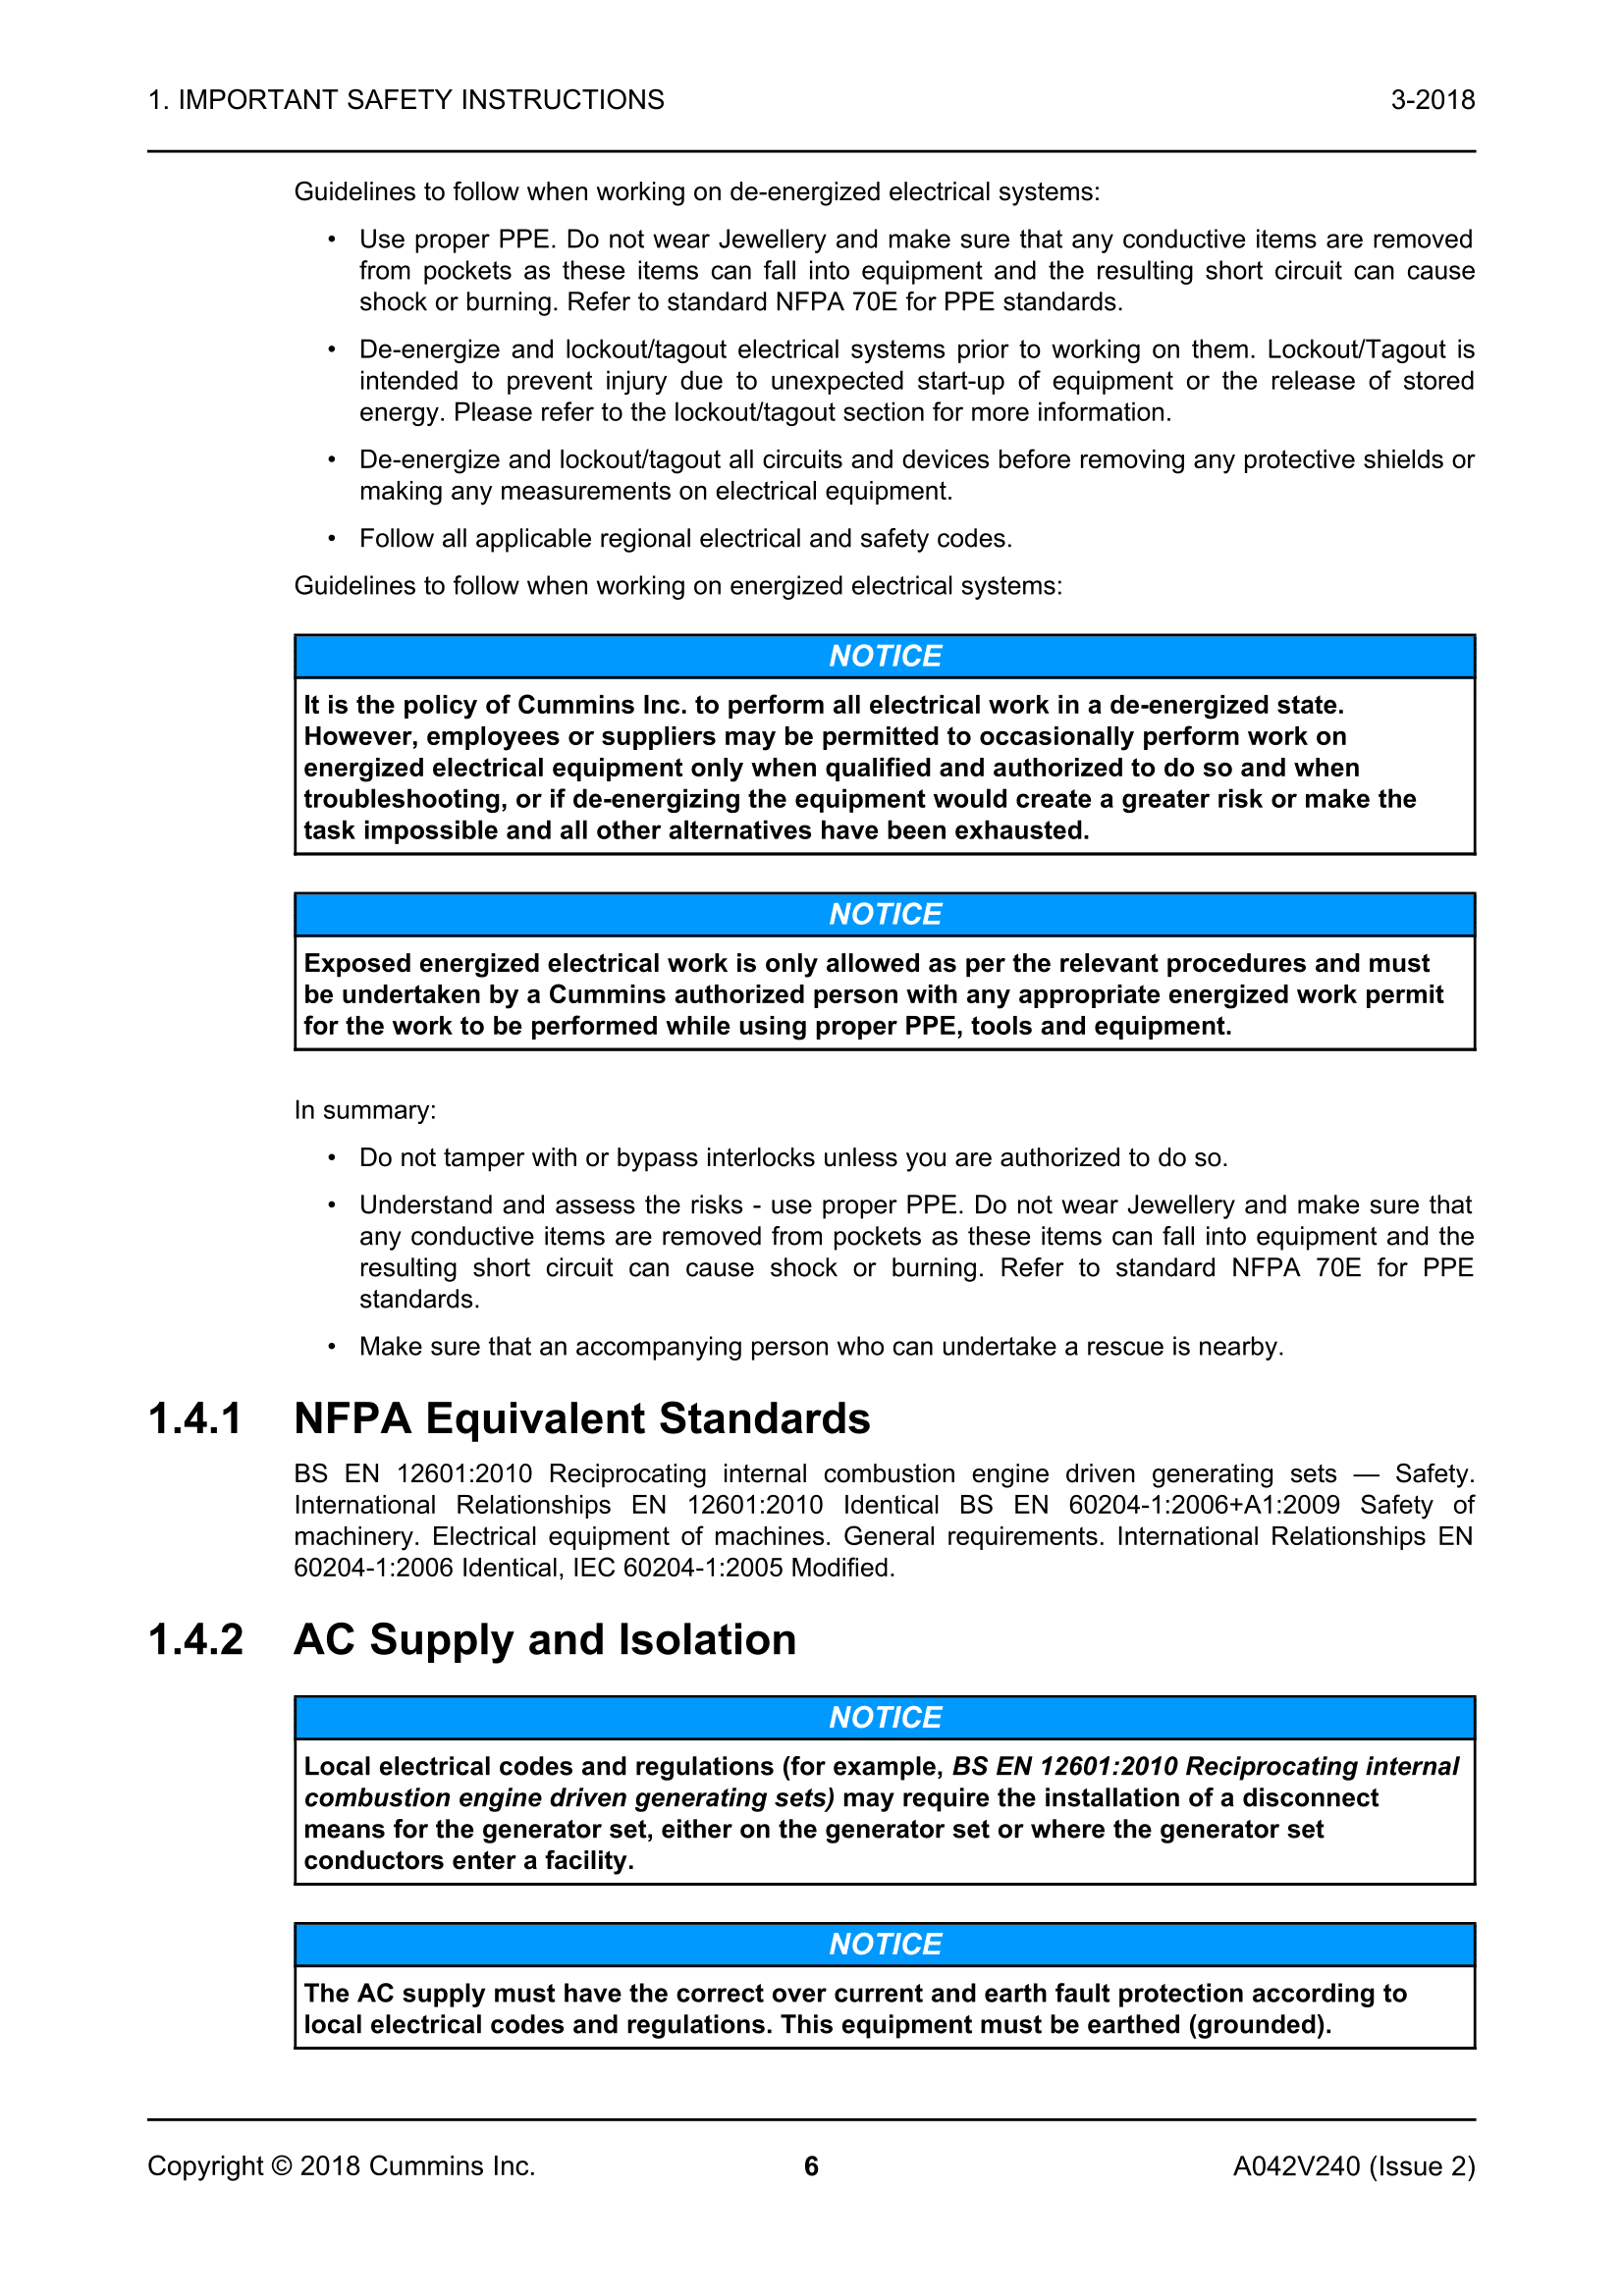 1. IMPORTANT SAFETY INSTRUCTIONS 3-2018
Guidelines to follow when working on de-energized electrical systems:
• Use proper PPE. Do not wear Jewellery and make sure that any conductive items are removed
from pockets as these items can fall into equipment and the resulting short circuit can cause
shock or burning. Refer to standard NFPA 70E for PPE standards.
• De-energize and lockout/tagout electrical systems prior to working on them. Lockout/Tagout is
intended to prevent injury due to unexpected start-up of equipment or the release of stored
energy. Please refer to the lockout/tagout section for more information.
• De-energize and lockout/tagout all circuits and devices before removing any protective shields or
making any measurements on electrical equipment.
• Follow all applicable regional electrical and safety codes.
Guidelines to follow when working on energized electrical systems:
NOTICE
It is the policy of Cummins Inc. to perform all electrical work in a de-energized state.
However, employees or suppliers may be permitted to occasionally perform work on
energized electrical equipment only when qualified and authorized to do so and when
troubleshooting, or if de-energizing the equipment would create a greater risk or make the
task impossible and all other alternatives have been exhausted.
NOTICE
Exposed energized electrical work is only allowed as per the relevant procedures and must
be undertaken by a Cummins authorized person with any appropriate energized work permit
for the work to be performed while using proper PPE, tools and equipment.
In summary:
• Do not tamper with or bypass interlocks unless you are authorized to do so.
• Understand and assess the risks - use proper PPE. Do not wear Jewellery and make sure that
any conductive items are removed from pockets as these items can fall into equipment and the
resulting short circuit can cause shock or burning. Refer to standard NFPA 70E for PPE
standards.
• Make sure that an accompanying person who can undertake a rescue is nearby.
1.4.1 NFPA Equivalent Standards
BS EN 12601:2010 Reciprocating internal combustion engine driven generating sets — Safety.
International Relationships EN 12601:2010 Identical BS EN 60204-1:2006+A1:2009 Safety of
machinery. Electrical equipment of machines. General requirements. International Relationships EN
60204-1:2006 Identical, IEC 60204-1:2005 Modified.
1.4.2 AC Supply and Isolation
NOTICE
Local electrical codes and regulations (for example, BS EN 12601:2010 Reciprocating internal
combustion engine driven generating sets) may require the installation of a disconnect
means for the generator set, either on the generator set or where the generator set
conductors enter a facility.
NOTICE
The AC supply must have the correct over current and earth fault protection according to
local electrical codes and regulations. This equipment must be earthed (grounded).
Copyright © 2018 Cummins Inc. 6 A042V240 (Issue 2)